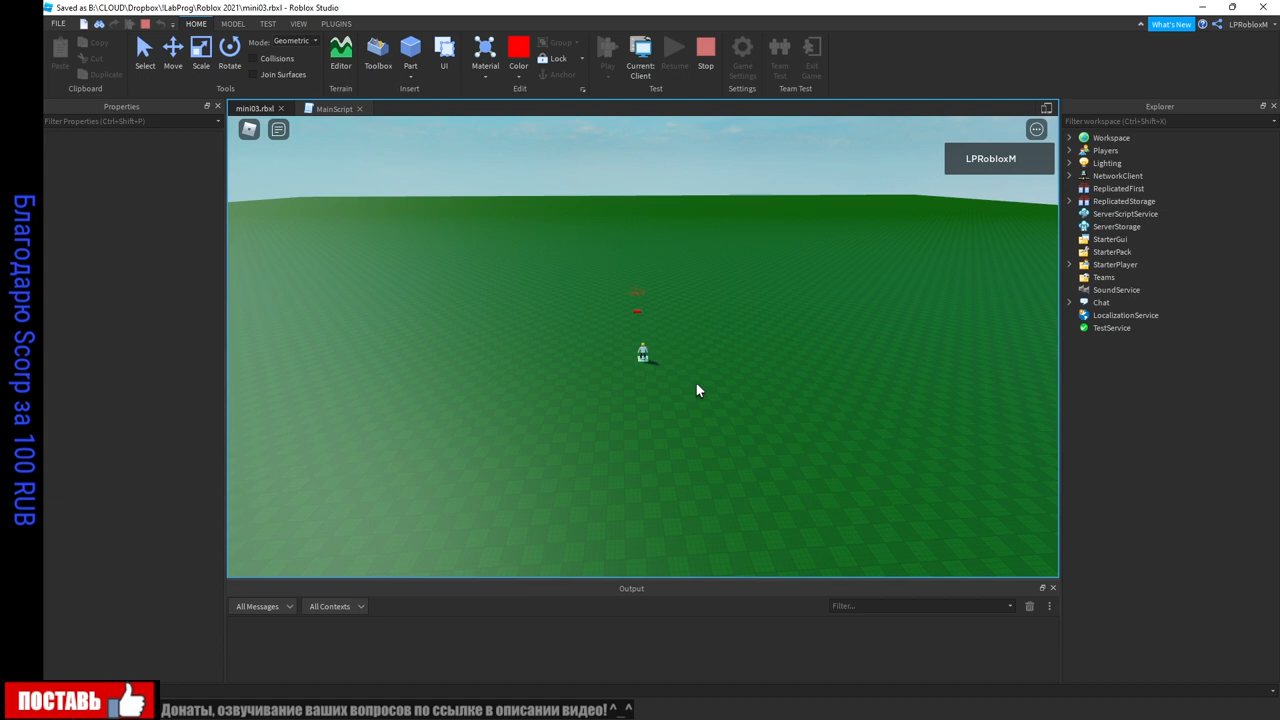 Saved as B:\CLOUD\Dropbox\!LabProg\Roblox 2021\mini03.rbxl - Roblox Studio
FILE HOME MODEL TEST VIEW PLUGINS What's New LPRobloxM
Paste Copy Cut Duplicate Select Move Scale Rotate Mode: Geometric Collisions Join Surfaces Editor Toolbox Part UI Material Color Group Lock Anchor Play Current: Client Resume Stop Game Settings Team Test Exit Game
Clipboard Tools Terrain Insert Edit Test Settings Team Test
Properties
Filter Properties (Ctrl+Shift+P)
mini03.rbxl MainScript
LPRobloxM
Explorer
Filter workspace (Ctrl+Shift+X)
Workspace
Players
Lighting
NetworkClient
ReplicatedFirst
ReplicatedStorage
ServerScriptService
ServerStorage
StarterGui
StarterPack
StarterPlayer
Teams
SoundService
Chat
LocalizationService
TestService
Output
All Messages All Contexts Filter...
Благодарю Scorp за 100 RUB
ПОСТАВЬ
Донаты, озвучивание ваших вопросов по ссылке в описании видео! ^_^